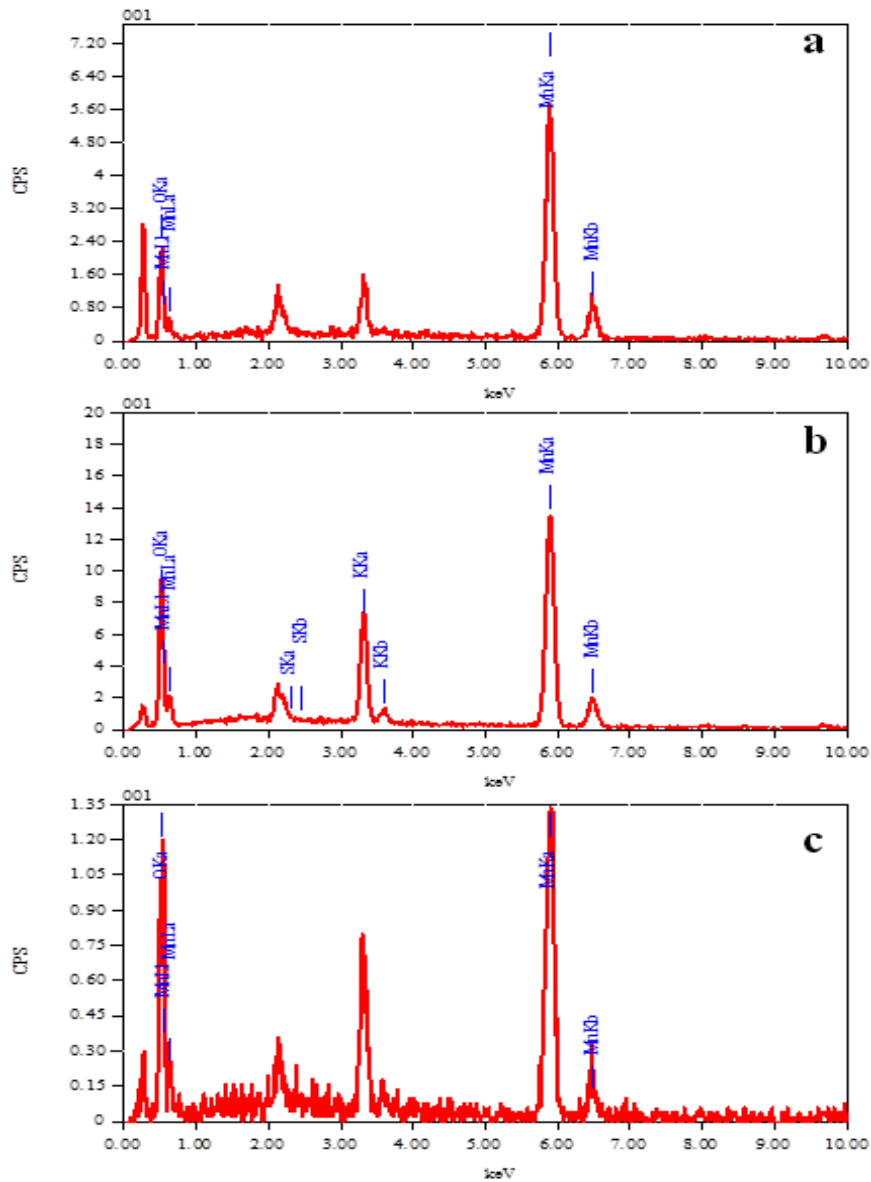 001
a
7.20
6.40
5.60
4.80
4
3.20
2.40
1.60
0.80
0
CPS
OKa
MnL1
MnLa
MnKa
MnKb
0.00 1.00 2.00 3.00 4.00 5.00 6.00 7.00 8.00 9.00 10.00
keV
001
b
20
18
16
14
12
10
8
6
4
2
0
CPS
OKa
MnL1
MnLa
SKa
SKb
KKa
KKb
MnKa
MnKb
0.00 1.00 2.00 3.00 4.00 5.00 6.00 7.00 8.00 9.00 10.00
keV
001
c
1.35
1.20
1.05
0.90
0.75
0.60
0.45
0.30
0.15
0
CPS
OKa
MnL1
MnLa
MnKa
MnKb
0.00 1.00 2.00 3.00 4.00 5.00 6.00 7.00 8.00 9.00 10.00
keV